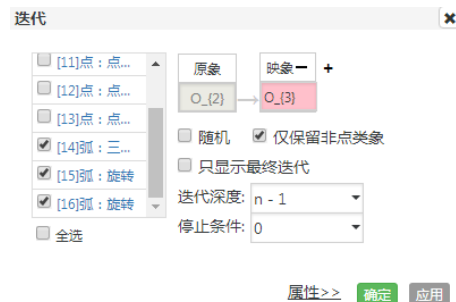 迭代
[11]点：点...
[12]点：点...
[13]点：点...
[14]弧：三...
[15]弧：旋转
[16]弧：旋转
全选
原象
映象
O_{2}
O_{3}
随机
仅保留非点类象
只显示最终迭代
迭代深度: n - 1
停止条件: 0
属性>>
确定
应用